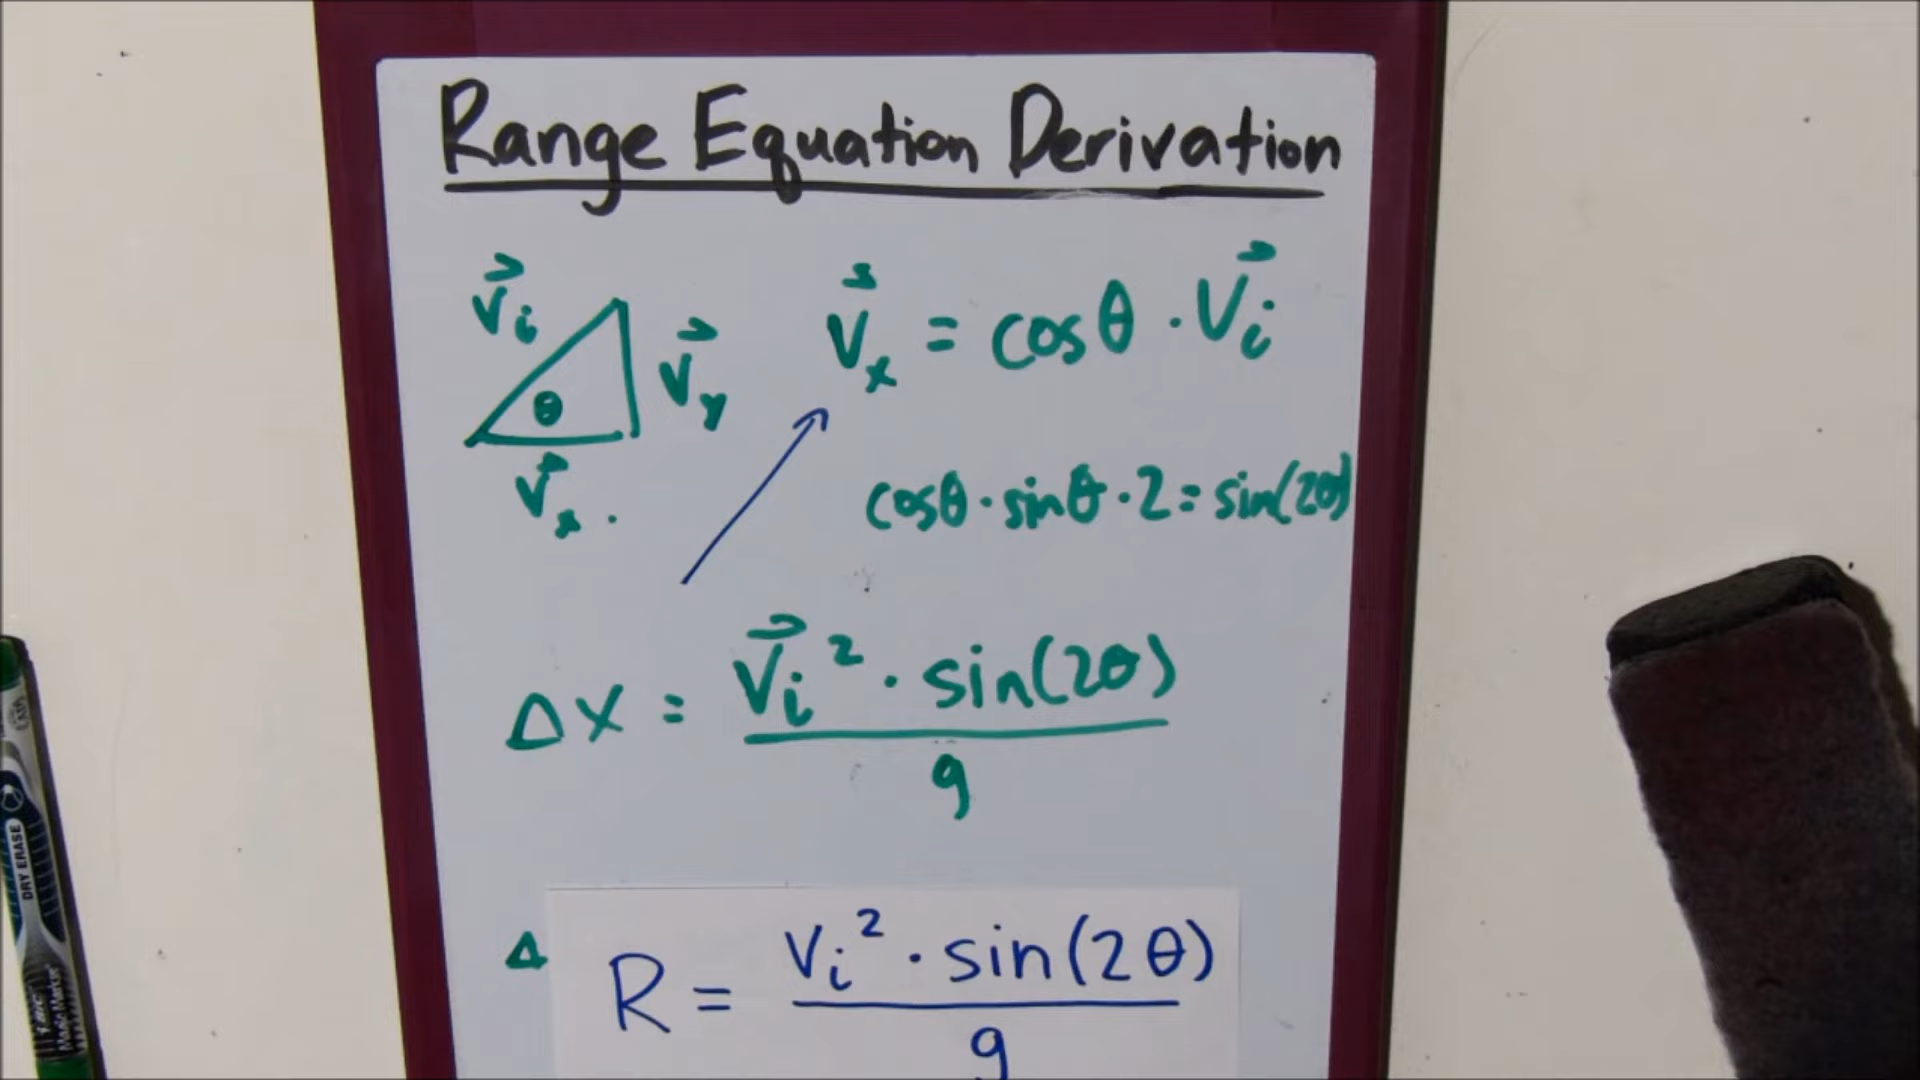 Range Equation Derivation
V⃗i
V⃗y
θ
V⃗x .
V⃗x = cosθ · V⃗i
cosθ · sinθ · 2 = sin(2θ)
Δx = V⃗i² · sin(2θ) / g
Δ
R = Vi² · sin(2θ) / g
DRY ERASE